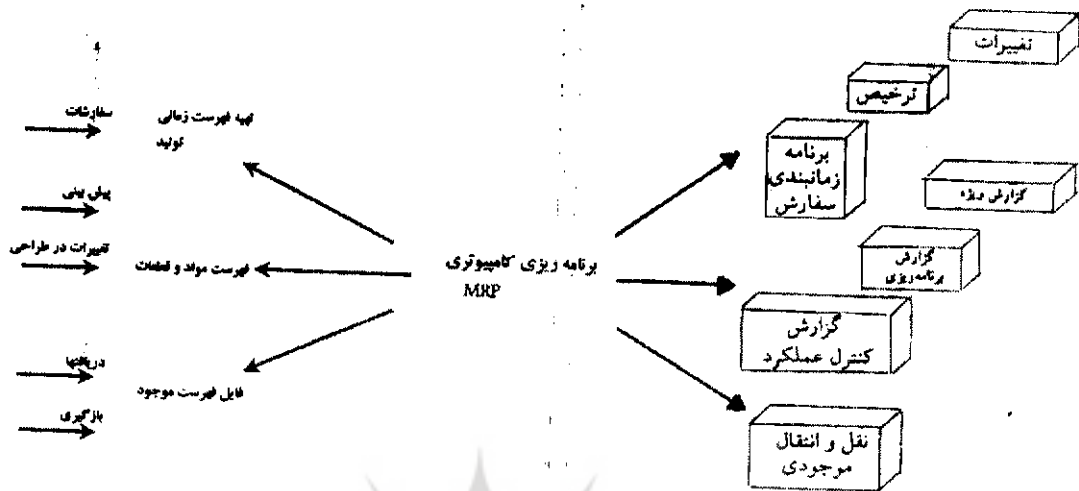 تغییرات
ترخیص
برنامه
زمانبندی
سفارش
گزارش ویژه
گزارش
برنامه‌ریزی
گزارش
کنترل عملکرد
نقل و انتقال
موجودی
برنامه ریزی کامپیوتری
MRP
تهیه فهرست زمانی
تولید
فهرست مواد و قطعات
فایل فهرست موجود
سفارشات
پیش بینی
تغییرات در طراحی
دریافتها
بازگیری